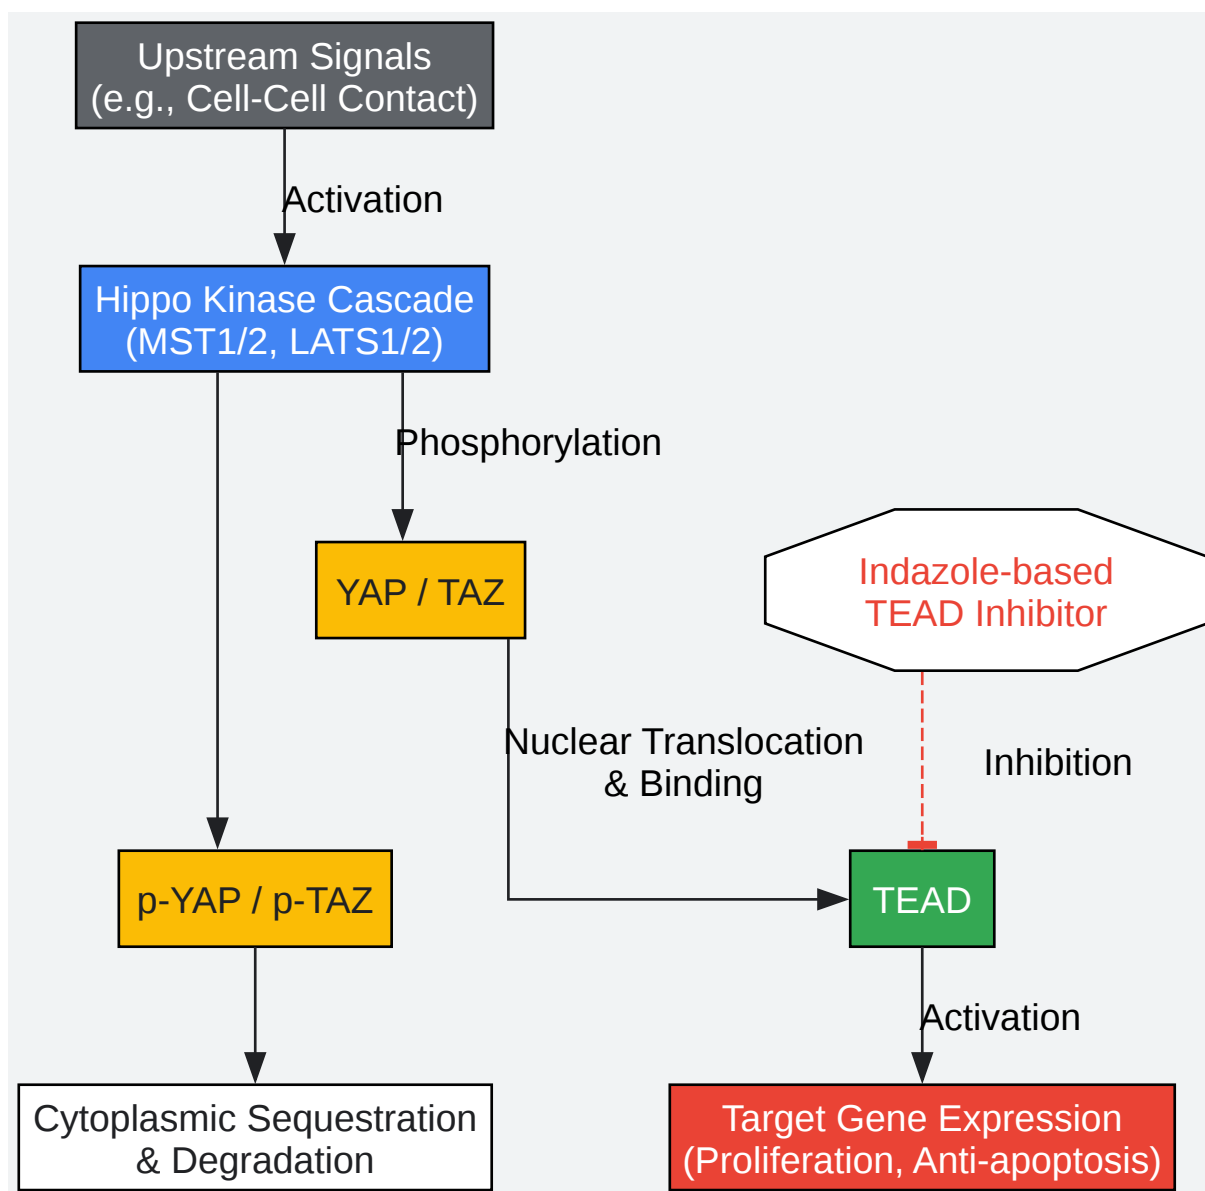 Upstream Signals
(e.g., Cell-Cell Contact)
Activation
Hippo Kinase Cascade
(MST1/2, LATS1/2)
Phosphorylation
YAP / TAZ
Indazole-based
TEAD Inhibitor
Nuclear Translocation
& Binding
Inhibition
p-YAP / p-TAZ
TEAD
Activation
Cytoplasmic Sequestration
& Degradation
Target Gene Expression
(Proliferation, Anti-apoptosis)